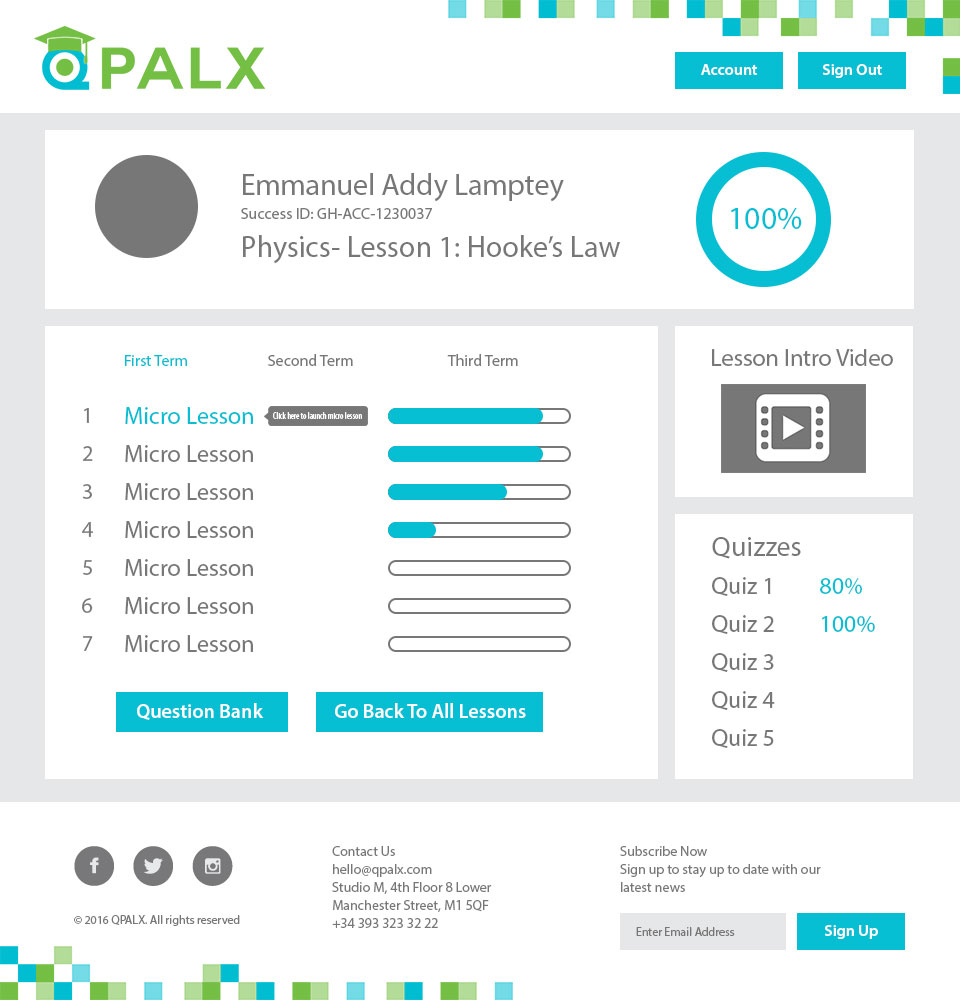 QPALX
Account
Sign Out
Emmanuel Addy Lamptey
Success ID: GH-ACC-1230037
Physics- Lesson 1: Hooke’s Law
100%
First Term Second Term Third Term
1 Micro Lesson Click here to launch micro lesson
2 Micro Lesson
3 Micro Lesson
4 Micro Lesson
5 Micro Lesson
6 Micro Lesson
7 Micro Lesson
Question Bank
Go Back To All Lessons
Lesson Intro Video
Quizzes
Quiz 1 80%
Quiz 2 100%
Quiz 3
Quiz 4
Quiz 5
f
© 2016 QPALX. All rights reserved
Contact Us
hello@qpalx.com
Studio M, 4th Floor 8 Lower
Manchester Street, M1 5QF
+34 393 323 32 22
Subscribe Now
Sign up to stay up to date with our
latest news
Enter Email Address
Sign Up